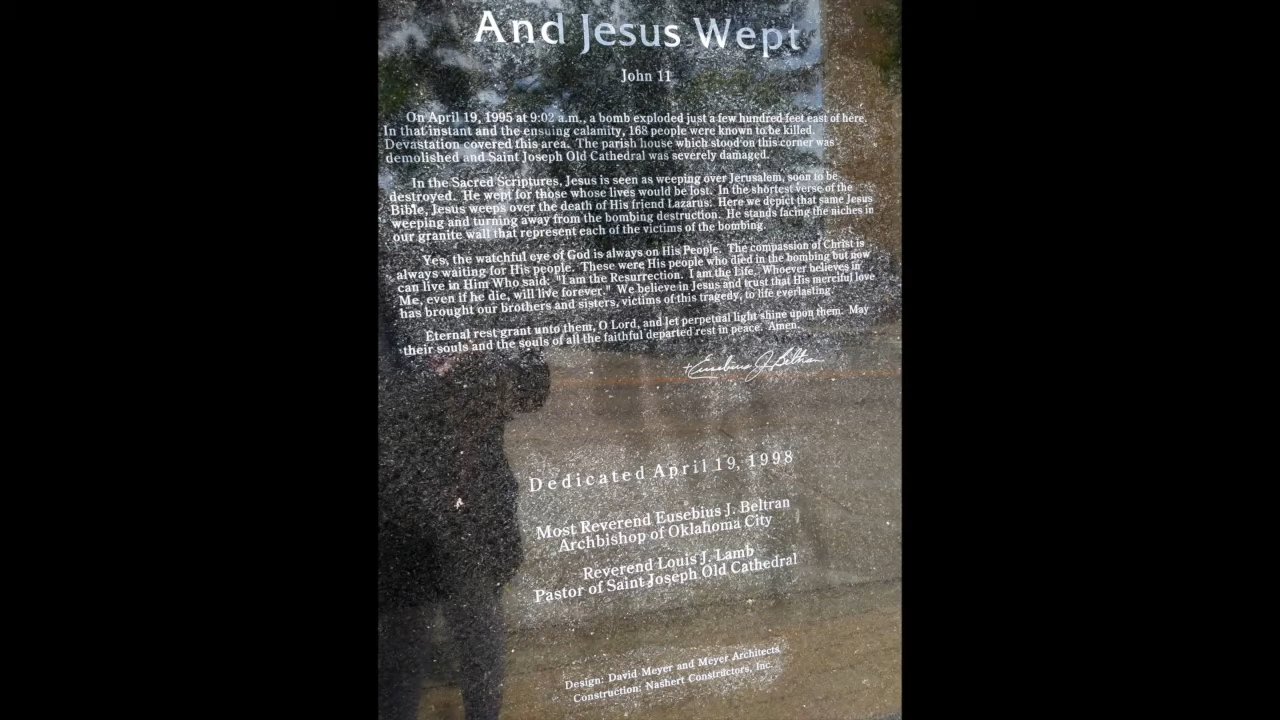 And Jesus Wept
John 11
On April 19, 1995 at 9:02 a.m., a bomb exploded just a few hundred feet east of here.
In that instant and the ensuing calamity, 168 people were known to be killed.
Devastation covered this area. The parish house which stood on this corner was
demolished and Saint Joseph Old Cathedral was severely damaged.
In the Sacred Scriptures, Jesus is seen as weeping over Jerusalem, soon to be
destroyed. He wept for those whose lives would be lost. In the shortest verse of the
Bible, Jesus weeps over the death of His friend Lazarus. Here we depict that same Jesus
weeping and turning away from the bombing destruction. He stands facing the niches in
our granite wall that represent each of the victims of the bombing.
Yes, the watchful eye of God is always on His People. The compassion of Christ is
always waiting for His people. These were His people who died in the bombing but now
can live in Him Who said: "I am the Resurrection. I am the Life. Whoever believes in
Me, even if he die, will live forever." We believe in Jesus and trust that His merciful love
has brought our brothers and sisters, victims of this tragedy, to life everlasting.
Eternal rest grant unto them, O Lord, and let perpetual light shine upon them. May
their souls and the souls of all the faithful departed rest in peace. Amen.
+Eusebius J. Beltran
Dedicated April 19, 1998
Most Reverend Eusebius J. Beltran
Archbishop of Oklahoma City
Reverend Louis J. Lamb
Pastor of Saint Joseph Old Cathedral
Design: David Meyer and Meyer Architects
Construction: Nashert Constructors, Inc.